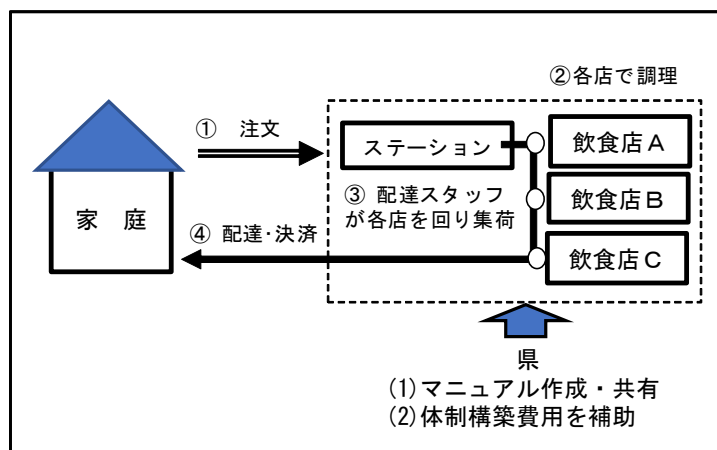 ②各店で調理
① 注文
ステーション
飲食店A
③ 配達スタッフ
が各店を回り集荷
飲食店B
家 庭
④ 配達・決済
飲食店C
県
(1)マニュアル作成・共有
(2)体制構築費用を補助